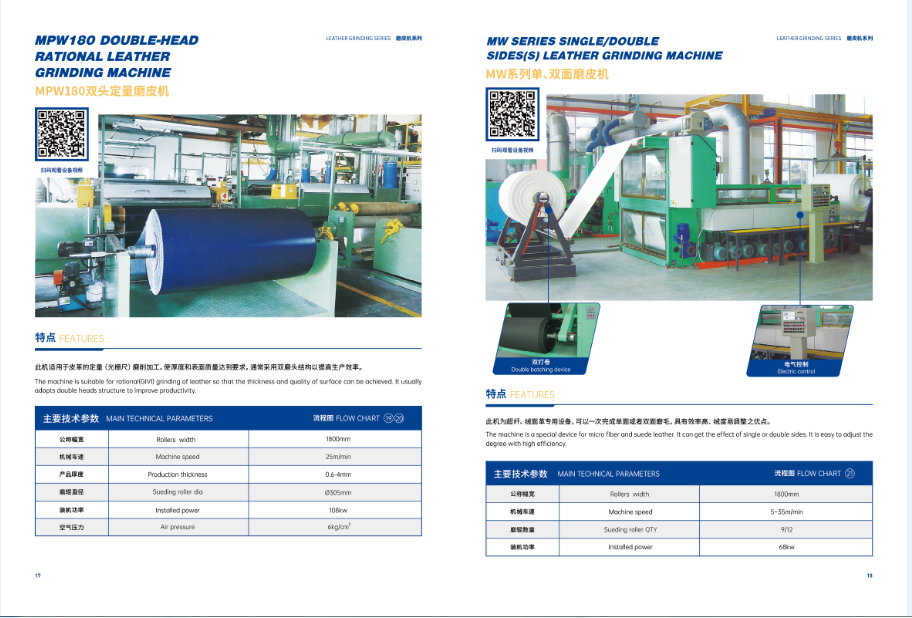 MPW180 DOUBLE-HEAD
RATIONAL LEATHER
GRINDING MACHINE
MPW180双头定量磨皮机
LEATHER GRINDING SERIES 磨皮机系列
扫码观看设备视频
特点 FEATURES
此机适用于皮革的定量（光栅尺）磨削加工。使厚度和表面质量达到要求。通常采用双磨头结构以提高生产效率。
The machine is suitable for rational(GIVI) grinding of leather so that the thickness and quality of surface can be achieved. It usually
adopts double heads structure to improve productivity.
主要技术参数 MAIN TECHNICAL PARAMETERS 流程图 FLOW CHART ⑲⑳
公称幅宽 Rollers width 1800mm
机械车速 Machine speed 25m/min
产品厚度 Production thickness 0.6-4mm
磨辊直径 Sueding roller dia Ø305mm
装机功率 Installed power 108kw
空气压力 Air pressure 6kg/cm²
17
MW SERIES SINGLE/DOUBLE
SIDES(S) LEATHER GRINDING MACHINE
MW系列单、双面磨皮机
LEATHER GRINDING SERIES 磨皮机系列
扫码观看设备视频
双打卷
Double batching device
电气控制
Electric control
特点 FEATURES
此机为超纤、绒面革专用设备。可以一次完成单面或者双面磨毛。具有效率高、绒度易调整之优点。
The machine is a special device for micro fiber and suede leather. It can get the effect of single or double sides. It is easy to adjust the
degree with high efficiency.
主要技术参数 MAIN TECHNICAL PARAMETERS 流程图 FLOW CHART ㉑
公称幅宽 Rollers width 1800mm
机械车速 Machine speed 5-35m/min
磨辊数量 Sueding roller QTY 9/12
装机功率 Installed power 68kw
18